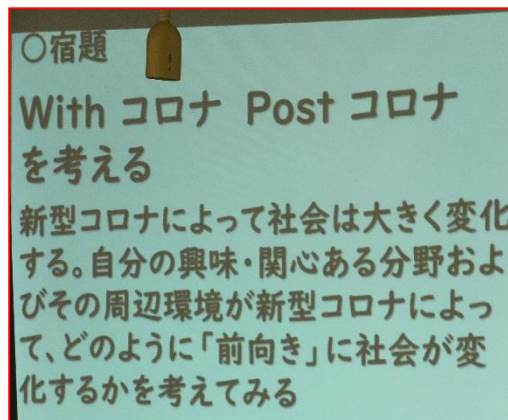 ○宿題
With コロナ Post コロナ
を考える
新型コロナによって社会は大きく変化
する。自分の興味・関心ある分野およ
びその周辺環境が新型コロナによっ
て、どのように「前向き」に社会が変
化するかを考えてみる